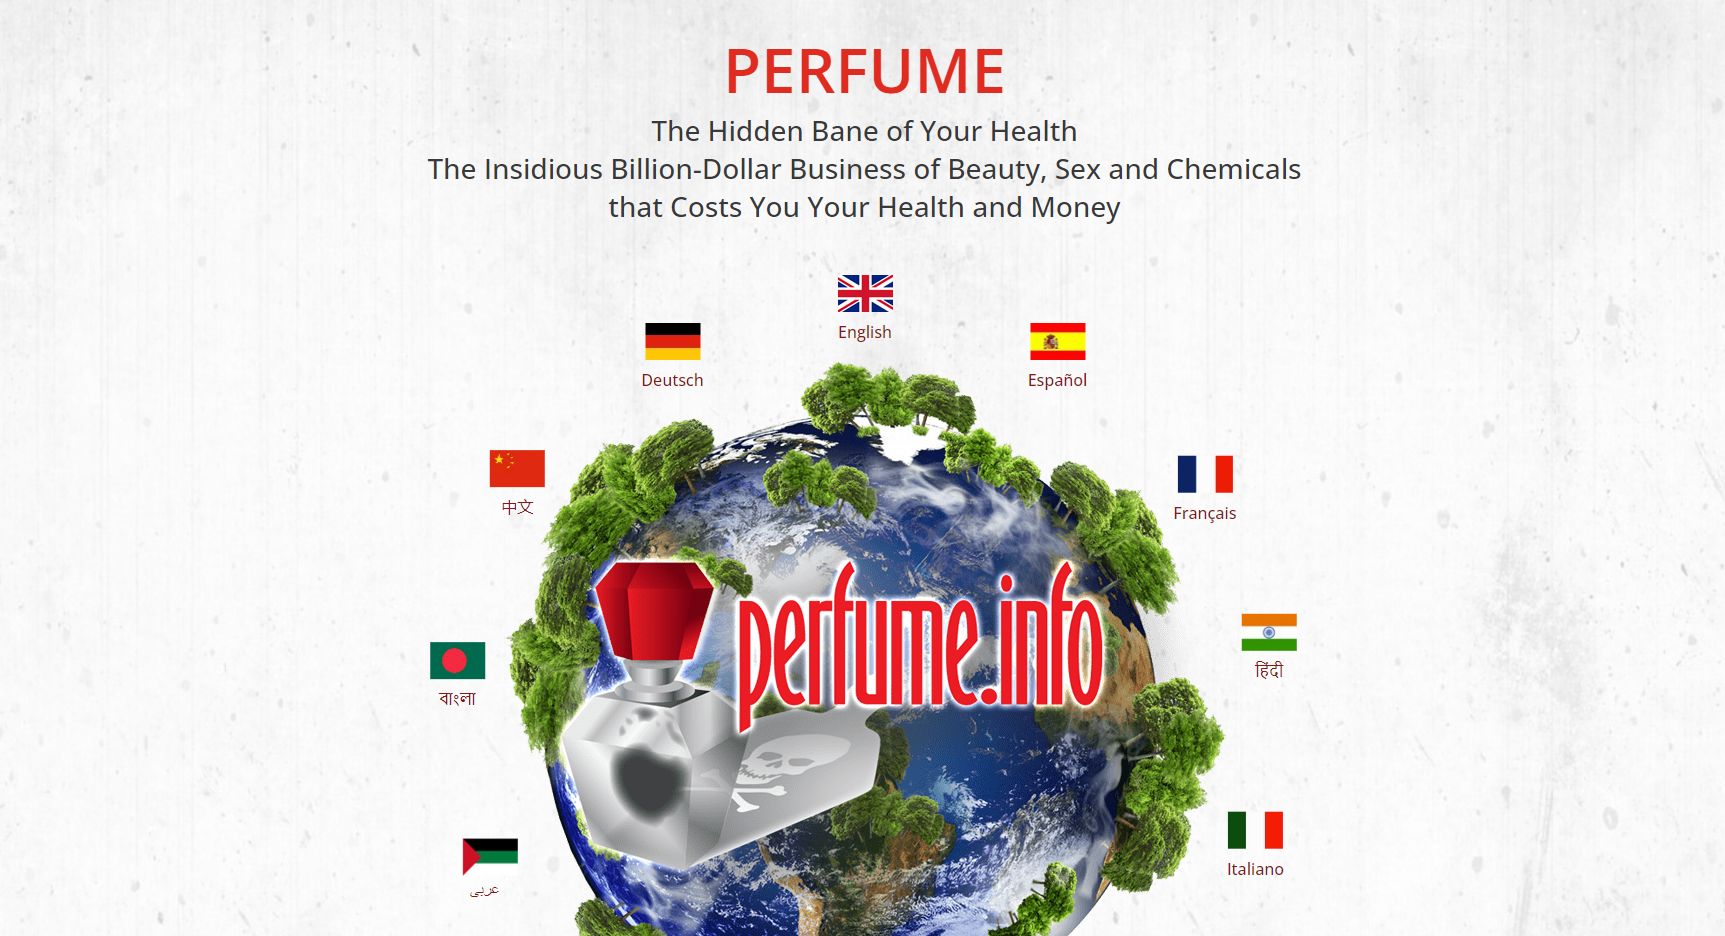 PERFUME
The Hidden Bane of Your Health
The Insidious Billion-Dollar Business of Beauty, Sex and Chemicals
that Costs You Your Health and Money
English
Deutsch
Español
中文
Français
perfume.info
বাংলা
हिंदी
عربى
Italiano